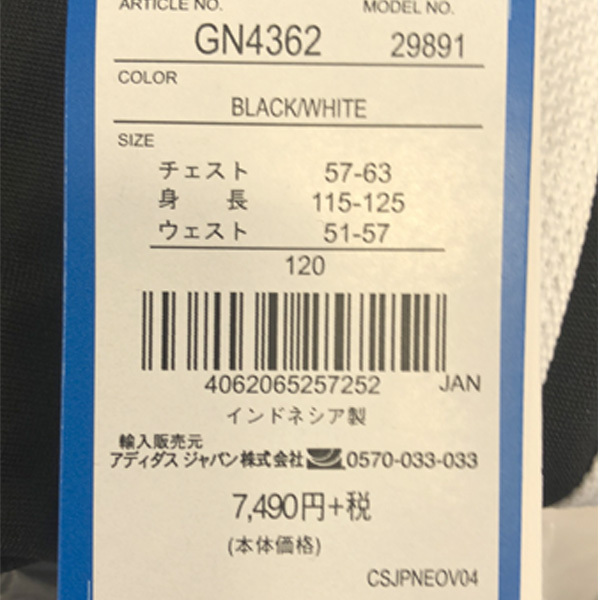 ARTICLE NO. MODEL NO.
GN4362 29891
COLOR
BLACK/WHITE
SIZE
チェスト 57-63
身長 115-125
ウェスト 51-57
120
4062065257252 JAN
インドネシア製
輸入販売元
アディダス ジャパン株式会社 0570-033-033
7,490円+税
(本体価格)
CSJPNEOV04